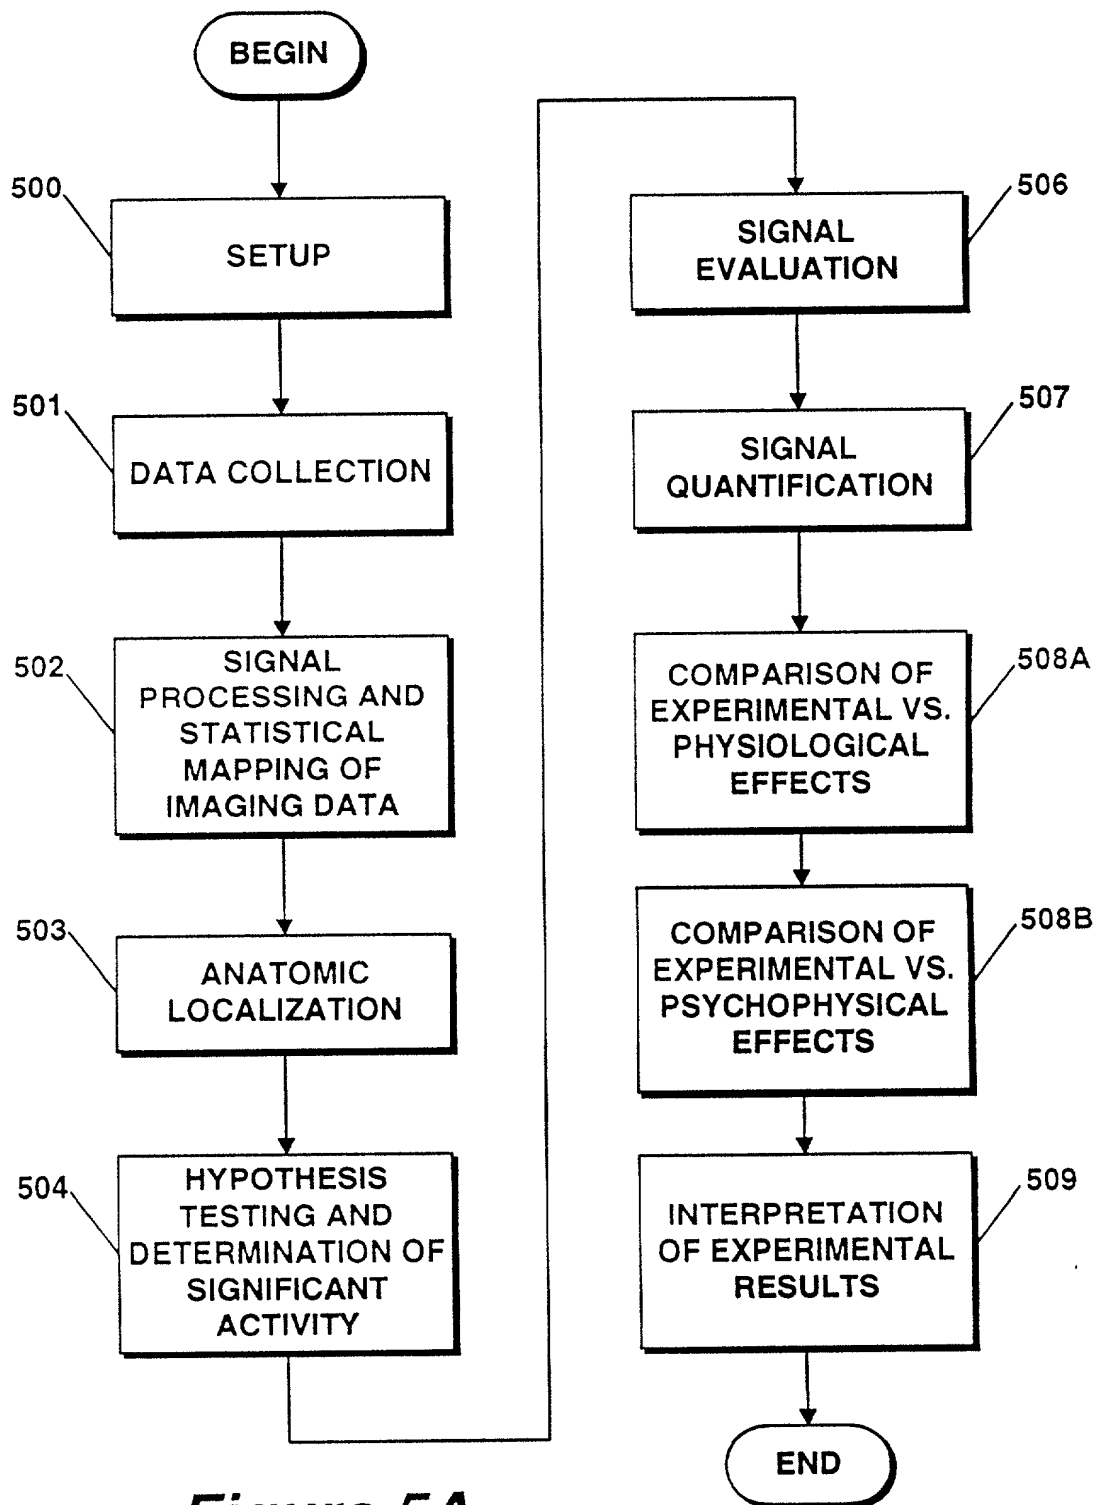 BEGIN
500
SETUP
501
DATA COLLECTION
502
SIGNAL
PROCESSING AND
STATISTICAL
MAPPING OF
IMAGING DATA
503
ANATOMIC
LOCALIZATION
504
HYPOTHESIS
TESTING AND
DETERMINATION OF
SIGNIFICANT
ACTIVITY
506
SIGNAL
EVALUATION
507
SIGNAL
QUANTIFICATION
508A
COMPARISON OF
EXPERIMENTAL VS.
PHYSIOLOGICAL
EFFECTS
508B
COMPARISON OF
EXPERIMENTAL VS.
PSYCHOPHYSICAL
EFFECTS
509
INTERPRETATION
OF EXPERIMENTAL
RESULTS
END
Figure 5A